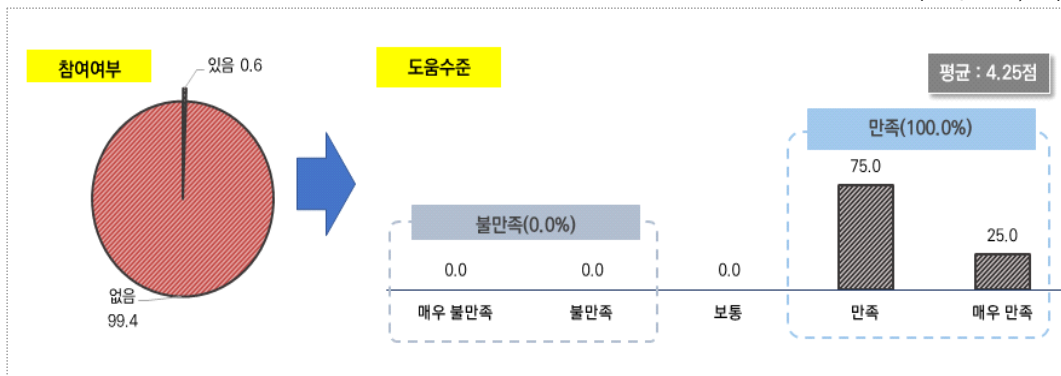 참여여부
있음 0.6
없음
99.4
도움수준
평균 : 4.25점
만족(100.0%)
75.0
25.0
불만족(0.0%)
0.0
0.0
0.0
매우 불만족
불만족
보통
만족
매우 만족